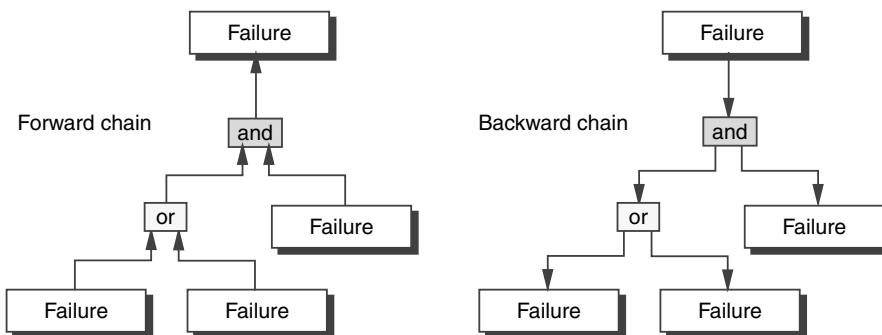 Failure
Forward chain
and
or
Failure
Failure
Failure
Failure
Backward chain
and
or
Failure
Failure
Failure